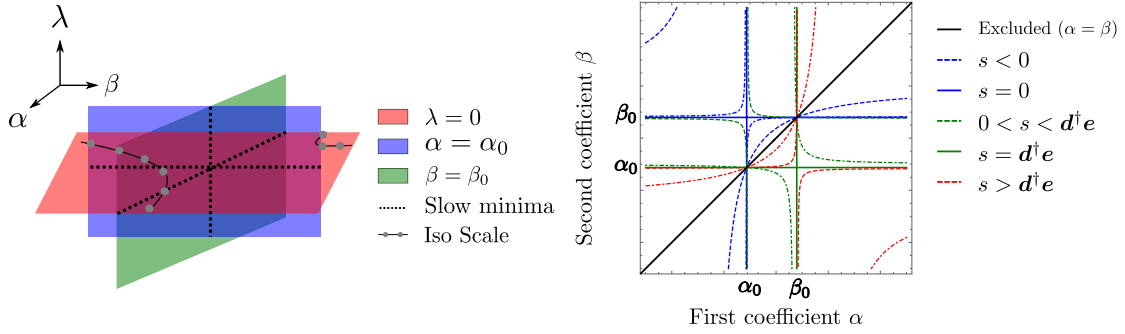 λ
β
α
λ = 0
α = α₀
β = β₀
Slow minima
Iso Scale
Second coefficient β
β₀
α₀
α₀
β₀
First coefficient α
Excluded (α = β)
s < 0
s = 0
0 < s < d†e
s = d†e
s > d†e